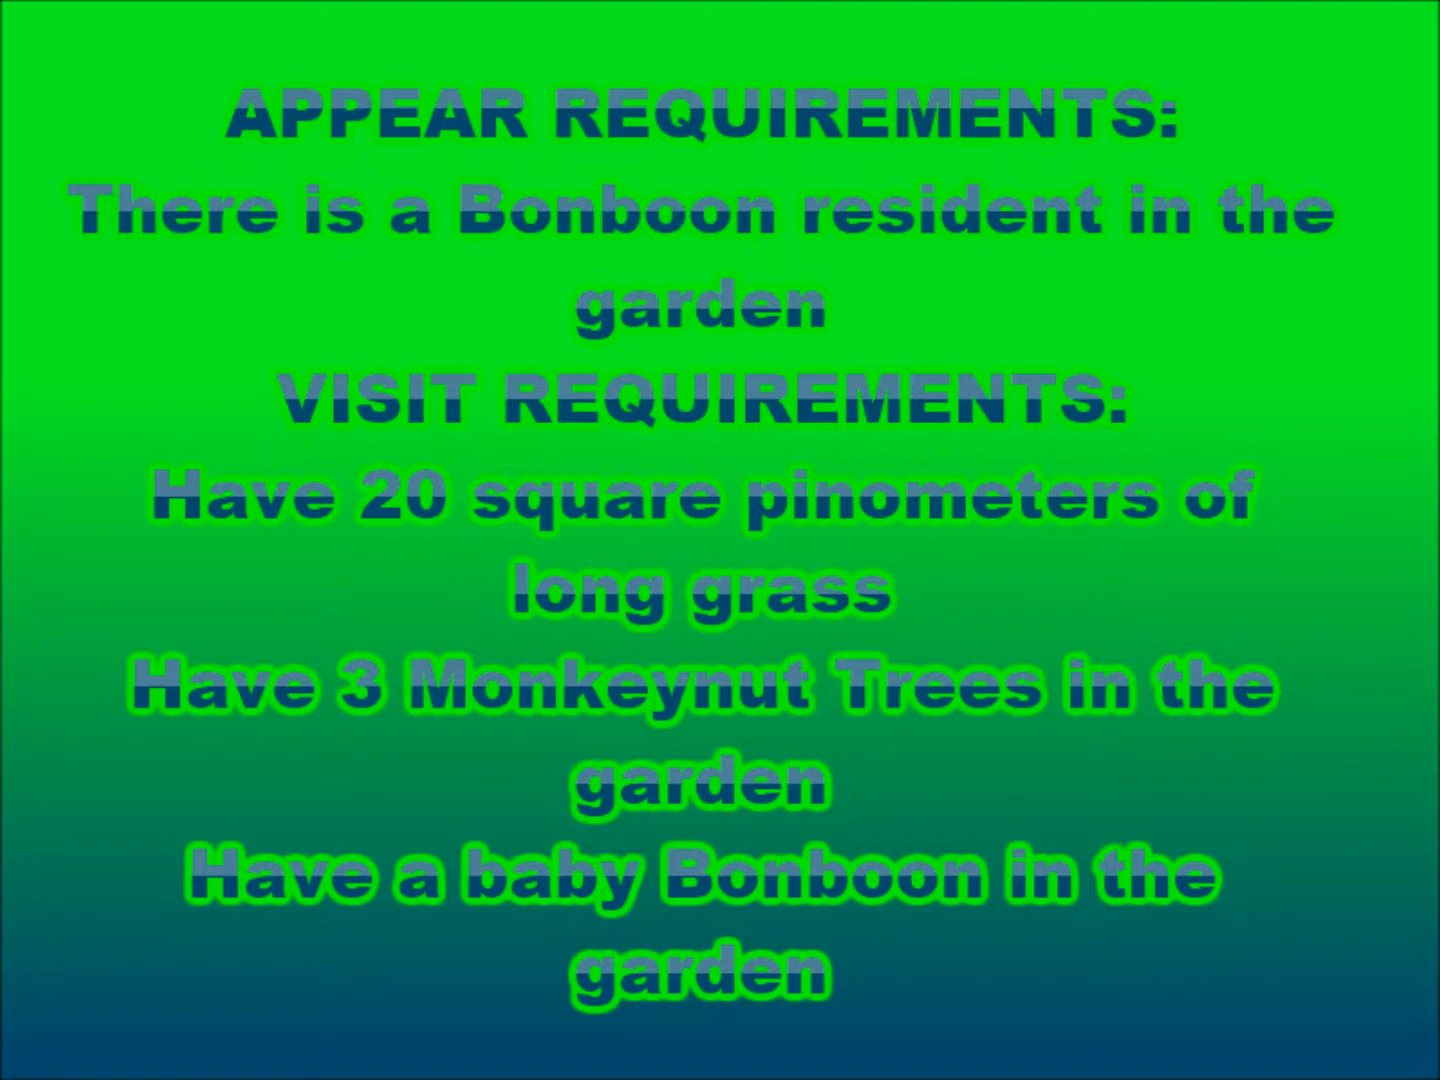 APPEAR REQUIREMENTS:
There is a Bonboon resident in the
garden
VISIT REQUIREMENTS:
Have 20 square pinometers of
long grass
Have 3 Monkeynut Trees in the
garden
Have a baby Bonboon in the
garden